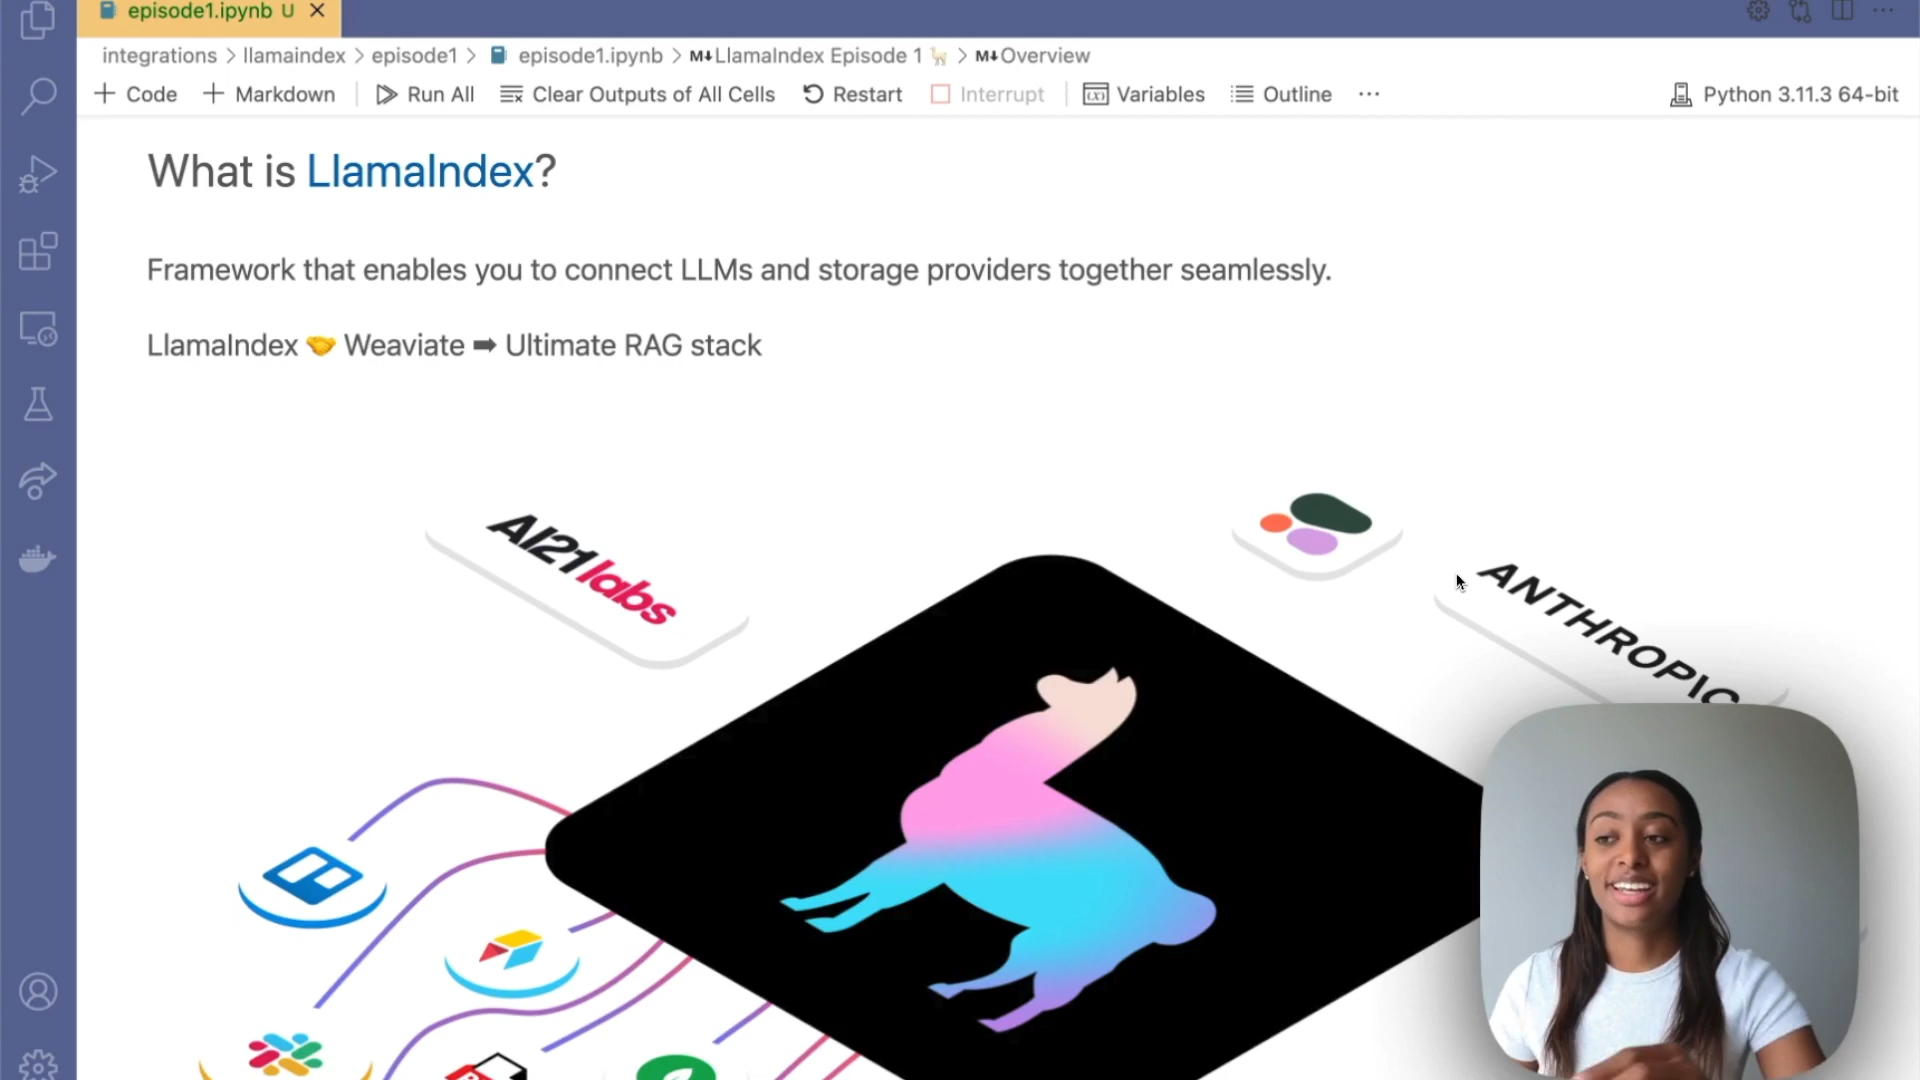 episode1.ipynb U
integrations > llamaindex > episode1 > episode1.ipynb > M↓LlamaIndex Episode 1 🦙 > M↓Overview
+ Code + Markdown Run All Clear Outputs of All Cells Restart Interrupt (x) Variables Outline ··· Python 3.11.3 64-bit
What is LlamaIndex?
Framework that enables you to connect LLMs and storage providers together seamlessly.
LlamaIndex 🤝 Weaviate ➡ Ultimate RAG stack
AI21labs
ANTHROPIC